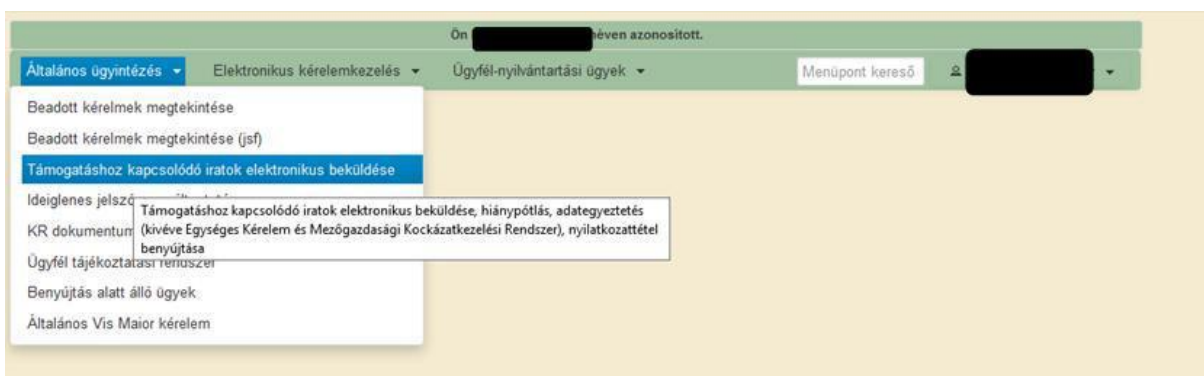 Ön néven azonosított.
Általános ügyintézés Elektronikus kérelemkezelés Ügyfél-nyilvántartási ügyek Menüpont kereső
Beadott kérelmek megtekintése
Beadott kérelmek megtekintése (jsf)
Támogatáshoz kapcsolódó iratok elektronikus beküldése
Ideiglenes jelszó
Támogatáshoz kapcsolódó iratok elektronikus beküldése, hiánypótlás, adategyeztetés
KR dokumentum
(kivéve Egységes Kérelem és Mezőgazdasági Kockázatkezelési Rendszer), nyilatkozattétel
benyújtása
Ügyfél tájékoztatási rendszer
Benyújtás alatt álló ügyek
Általános Vis Maior kérelem